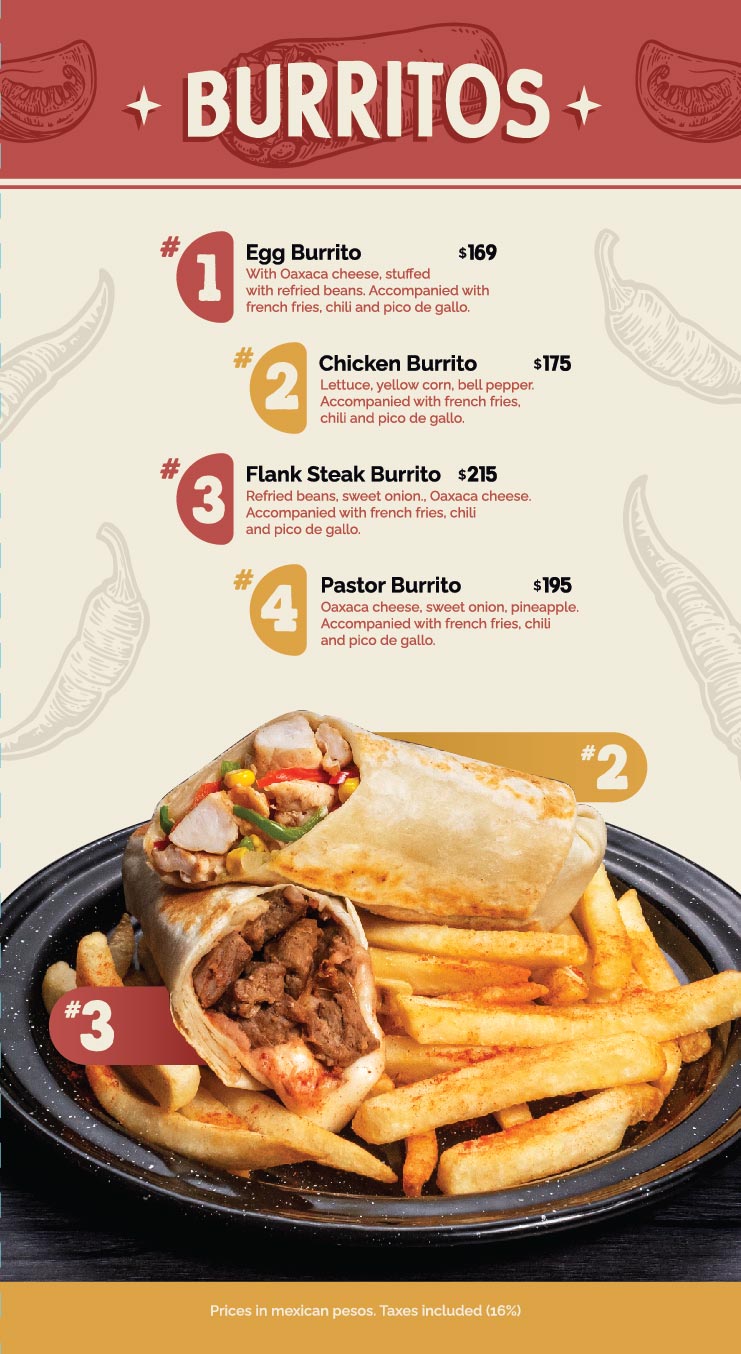 BURRITOS
#1
Egg Burrito $169
With Oaxaca cheese, stuffed
with refried beans. Accompanied with
french fries, chili and pico de gallo.
#2
Chicken Burrito $175
Lettuce, yellow corn, bell pepper.
Accompanied with french fries,
chili and pico de gallo.
#3
Flank Steak Burrito $215
Refried beans, sweet onion., Oaxaca cheese.
Accompanied with french fries, chili
and pico de gallo.
#4
Pastor Burrito $195
Oaxaca cheese, sweet onion, pineapple.
Accompanied with french fries, chili
and pico de gallo.
#2
#3
Prices in mexican pesos. Taxes included (16%)